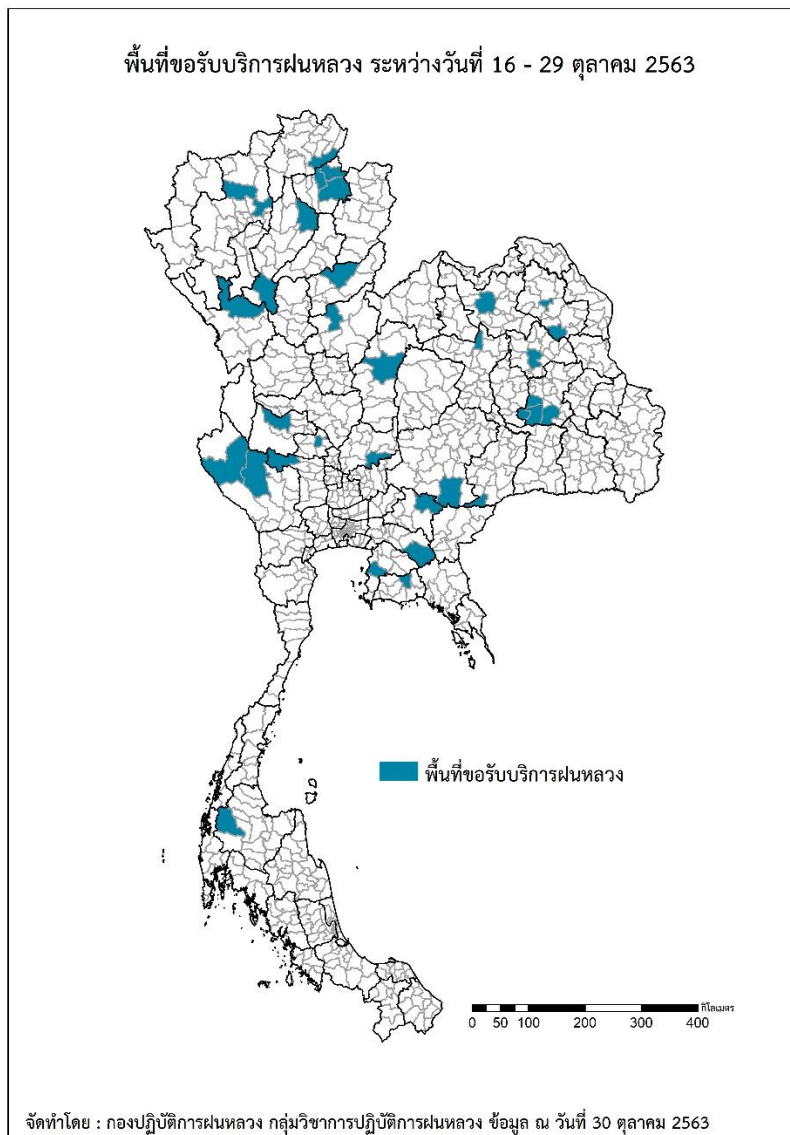 พื้นที่ขอรับบริการฝนหลวง ระหว่างวันที่ 16 - 29 ตุลาคม 2563
พื้นที่ขอรับบริการฝนหลวง
กิโลเมตร
0 50 100 200 300 400
จัดทำโดย : กองปฏิบัติการฝนหลวง กลุ่มวิชาการปฏิบัติการฝนหลวง ข้อมูล ณ วันที่ 30 ตุลาคม 2563